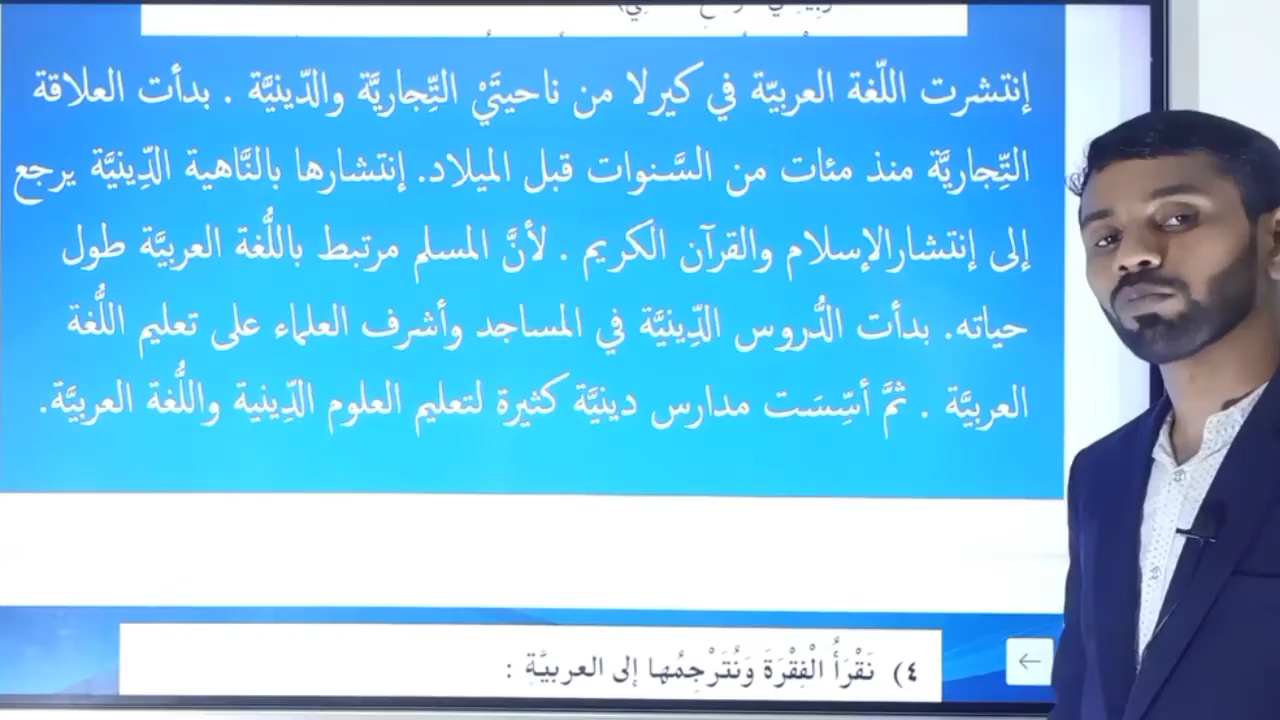 إنتشرت اللّغة العربيّة في كيرلا من ناحيتَيْ التِّجاريَّة والدّينيَّة . بدأت العلاقة
التِّجاريَّة منذ مئات من السَّنوات قبل الميلاد. إنتشارها بالنَّاهية الدِّينيَّة يرجع
إلى إنتشارالإسلام والقرآن الكريم . لأنَّ المسلم مرتبط باللُّغة العربيَّة طول
حياته. بدأت الدُّروس الدِّينيَّة في المساجد وأشرف العلماء على تعليم اللُّغة
العربيَّة . ثمَّ أسِّسَت مدارس دينيَّة كثيرة لتعليم العلوم الدِّينية واللُّغة العربيَّة.
٤) نَقْرَأُ الْفِقْرَةَ وَنُتَرْجِمُها إلى العربيَّةِ :